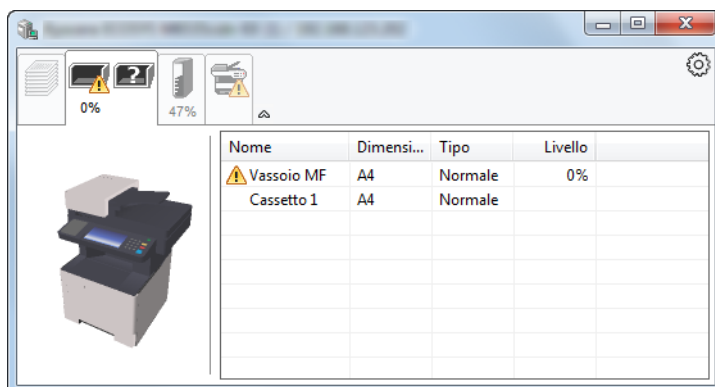 0%
47%
Nome Dimensi... Tipo Livello
Vassoio MF A4 Normale 0%
Cassetto 1 A4 Normale